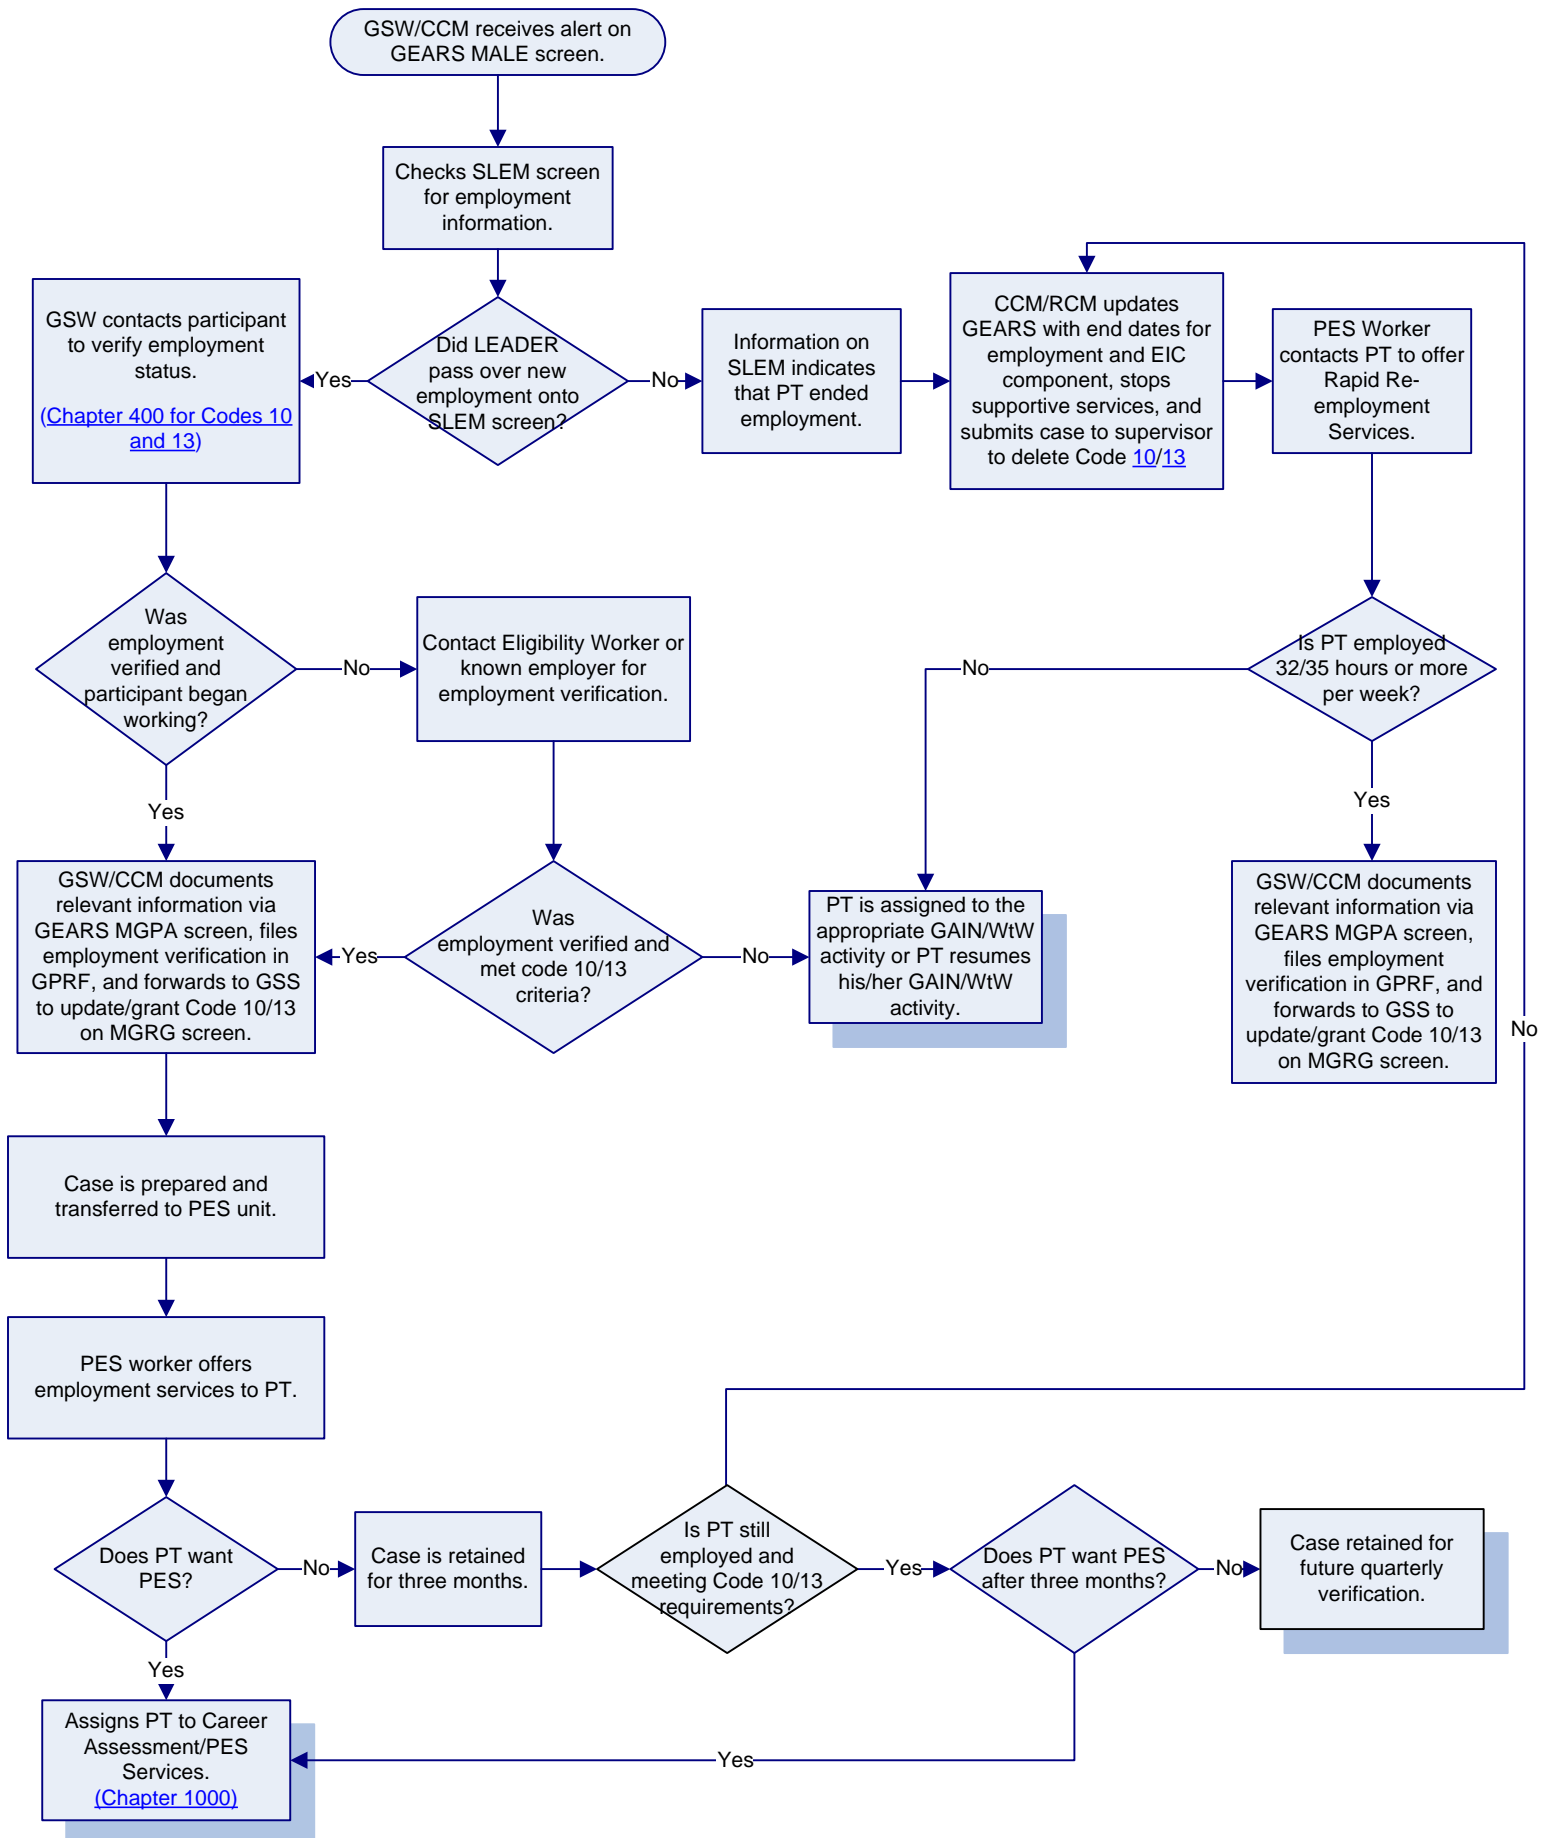 GSW/CCM receives alert on
GEARS MALE screen.
Checks SLEM screen
for employment
information.
Did LEADER
pass over new
employment onto
SLEM screen?
Yes
No
GSW contacts participant
to verify employment
status.
(Chapter 400 for Codes 10
and 13)
Information on
SLEM indicates
that PT ended
employment.
CCM/RCM updates
GEARS with end dates for
employment and EIC
component, stops
supportive services, and
submits case to supervisor
to delete Code 10/13
PES Worker
contacts PT to offer
Rapid Re-
employment
Services.
Was
employment
verified and
participant began
working?
No
Contact Eligibility Worker or
known employer for
employment verification.
No
Is PT employed
32/35 hours or more
per week?
Yes
Yes
GSW/CCM documents
relevant information via
GEARS MGPA screen, files
employment verification in
GPRF, and forwards to GSS
to update/grant Code 10/13
on MGRG screen.
Yes
Was
employment verified and
met code 10/13
criteria?
No
PT is assigned to the
appropriate GAIN/WtW
activity or PT resumes
his/her GAIN/WtW
activity.
GSW/CCM documents
relevant information via
GEARS MGPA screen,
files employment
verification in GPRF, and
forwards to GSS to
update/grant Code 10/13
on MGRG screen.
No
Case is prepared and
transferred to PES unit.
PES worker offers
employment services to PT.
Does PT want
PES?
No
Case is retained
for three months.
Is PT still
employed and
meeting Code 10/13
requirements?
Yes
Does PT want PES
after three months?
No
Case retained for
future quarterly
verification.
Yes
Assigns PT to Career
Assessment/PES
Services.
(Chapter 1000)
Yes